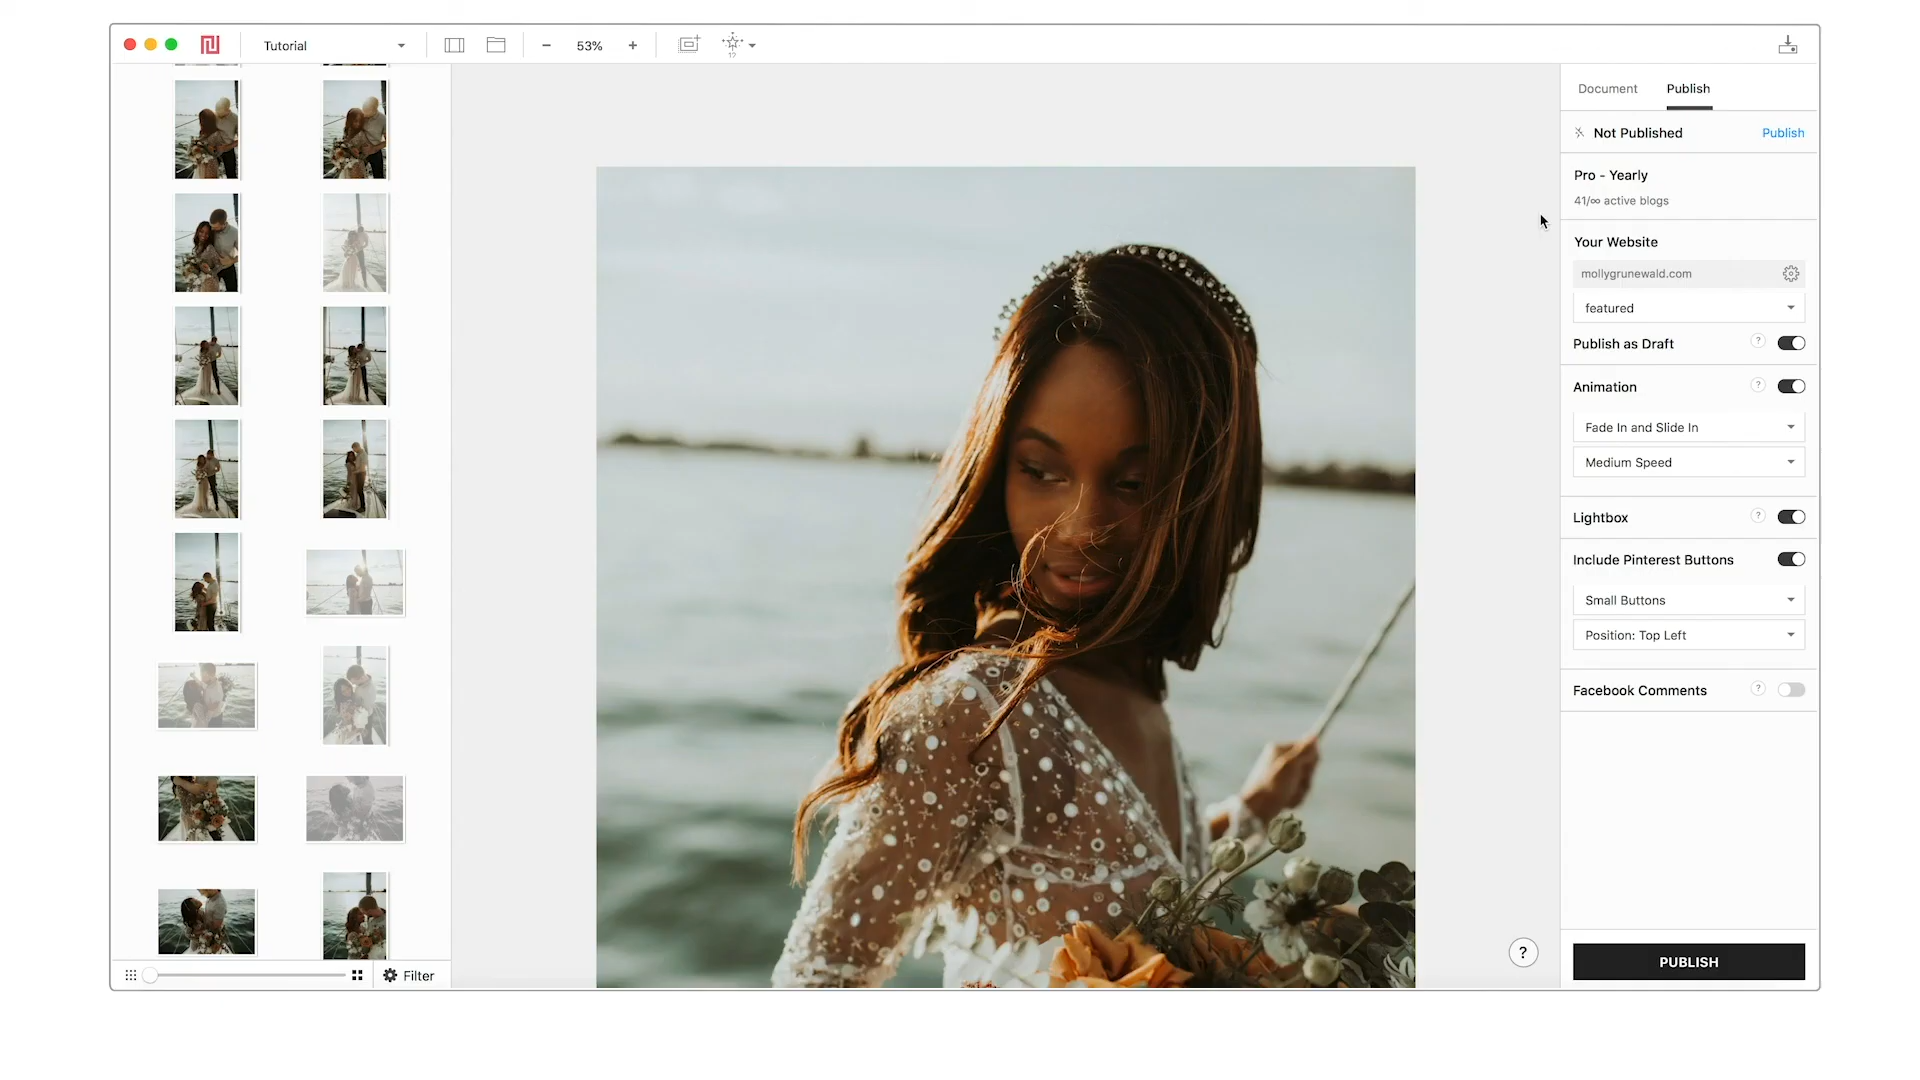 Tutorial
53%
12
Document
Publish
Not Published
Publish
Pro - Yearly
41/∞ active blogs
Your Website
mollygrunewald.com
featured
Publish as Draft
?
Animation
?
Fade In and Slide In
Medium Speed
Lightbox
?
Include Pinterest Buttons
Small Buttons
Position: Top Left
Facebook Comments
?
?
Filter
PUBLISH